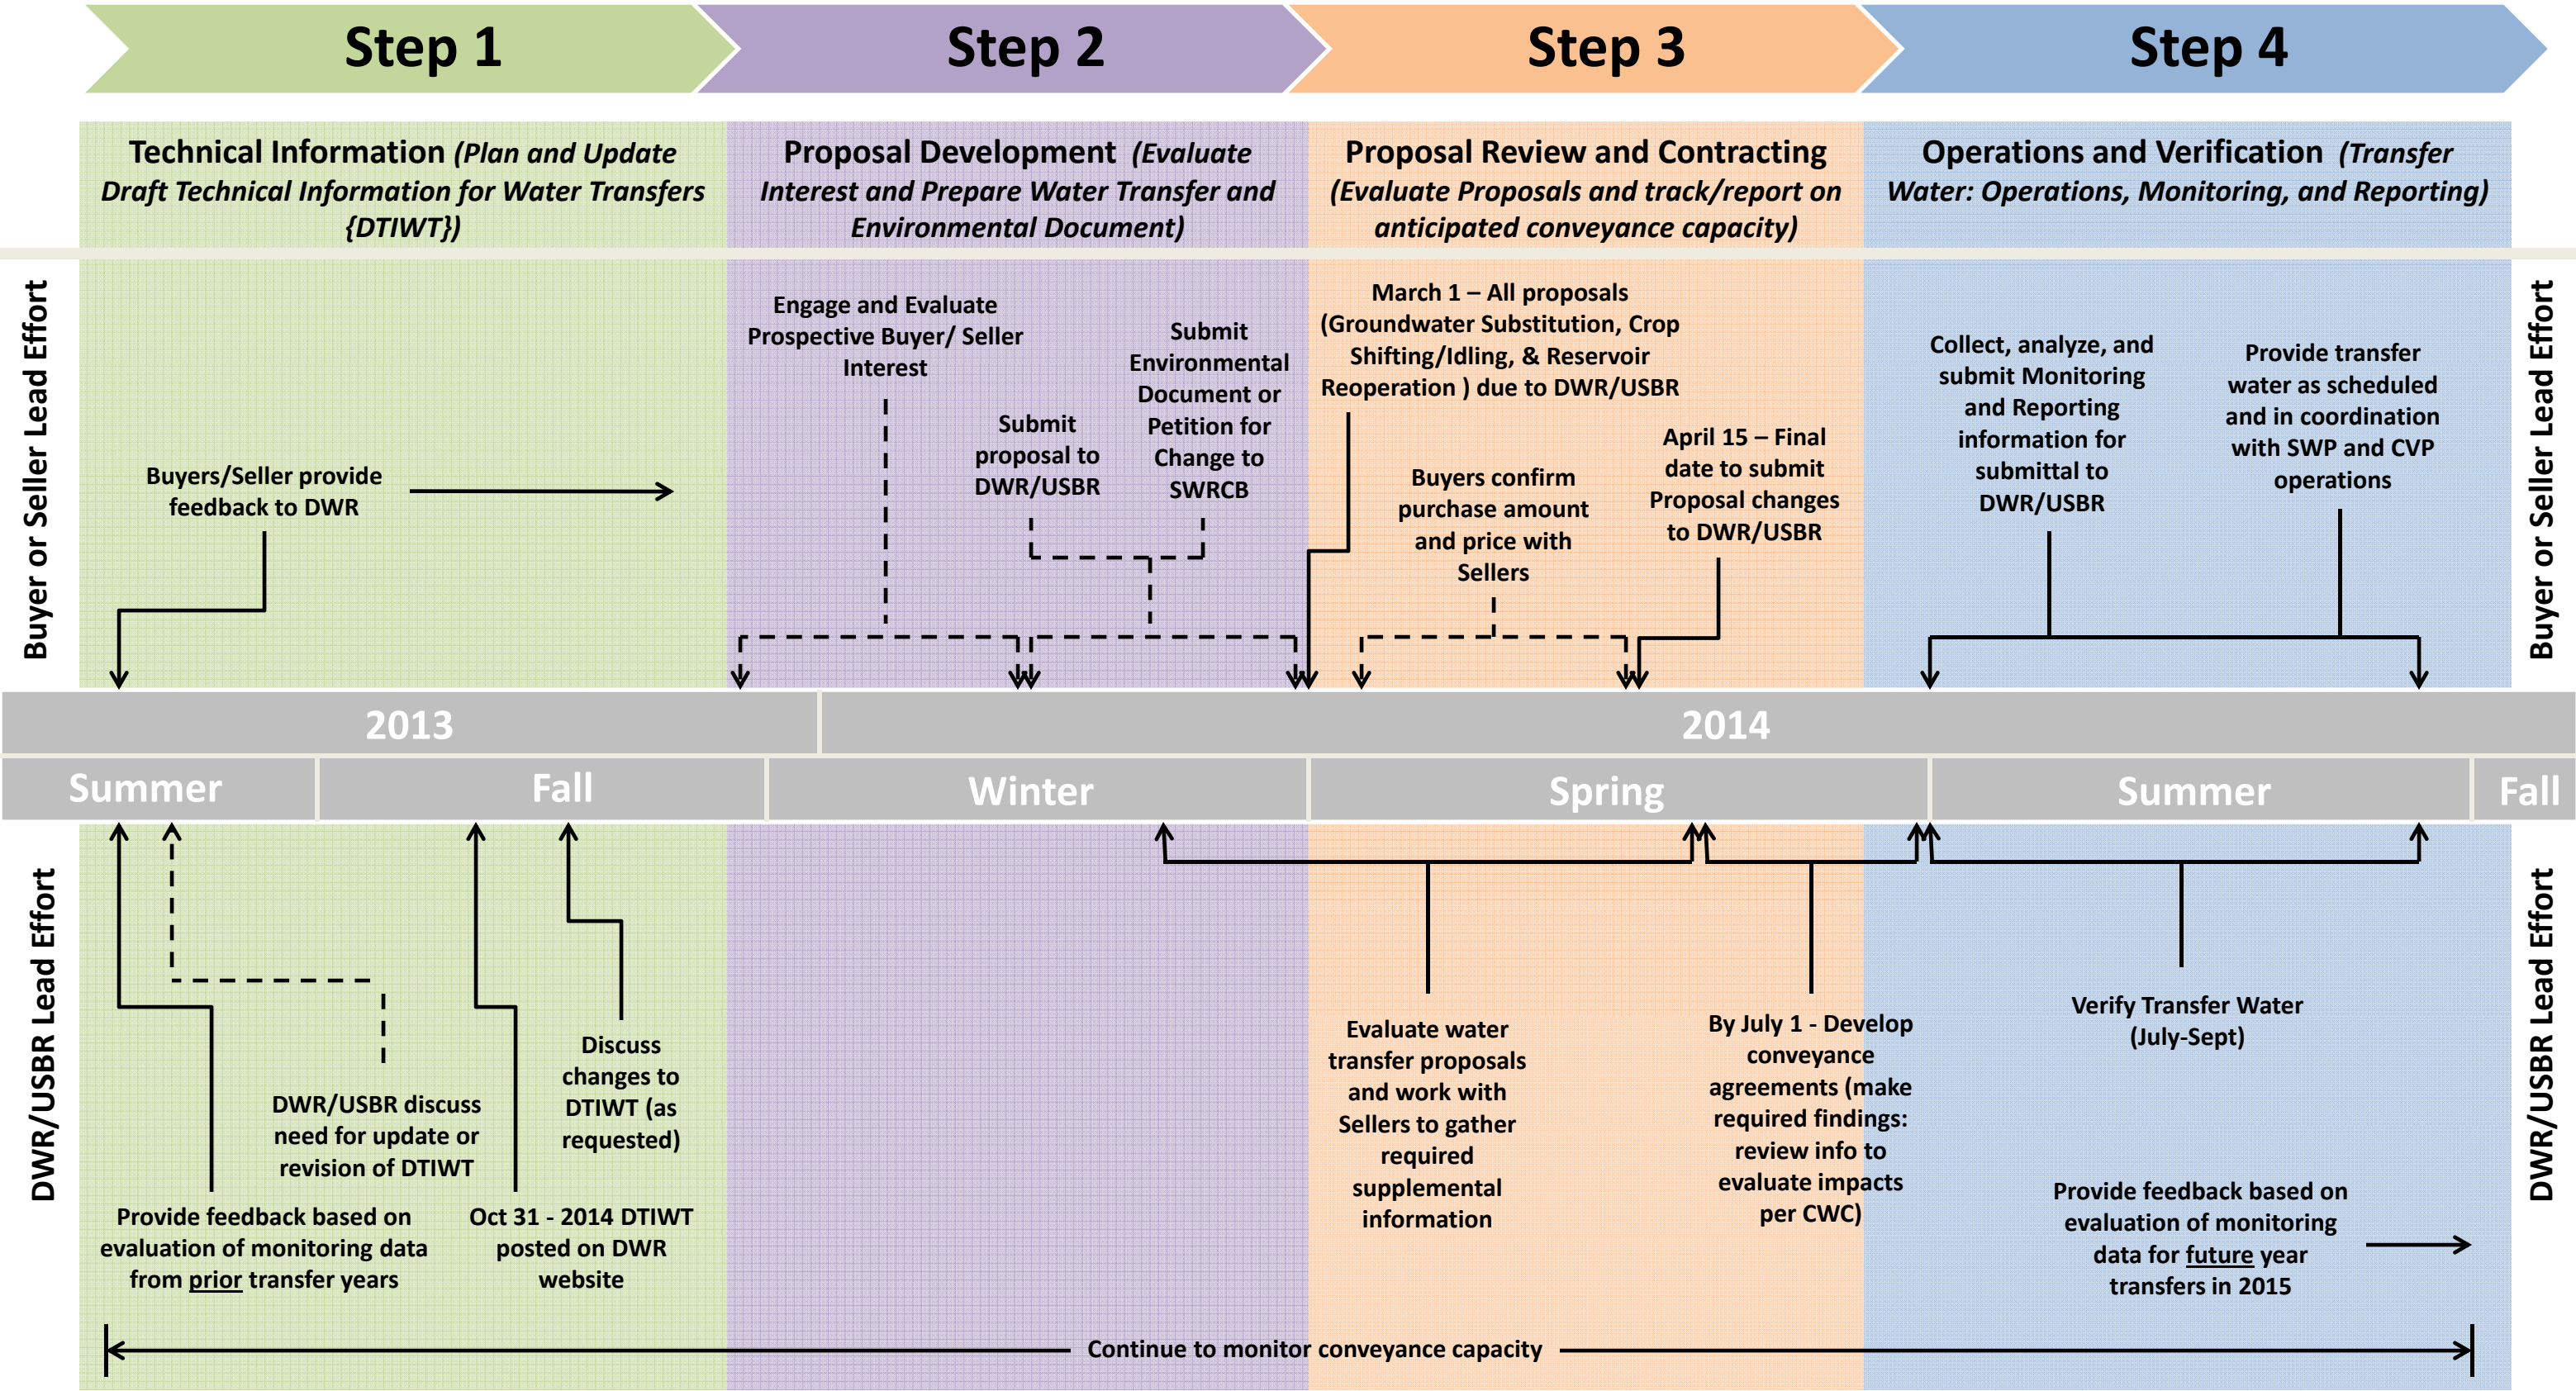 Step 1
Step 2
Step 3
Step 4
Technical Information (Plan and Update
Draft Technical Information for Water Transfers
{DTIWT})
Proposal Development (Evaluate
Interest and Prepare Water Transfer and
Environmental Document)
Proposal Review and Contracting
(Evaluate Proposals and track/report on
anticipated conveyance capacity)
Operations and Verification (Transfer
Water: Operations, Monitoring, and Reporting)
Buyer or Seller Lead Effort
Buyers/Seller provide
feedback to DWR
Engage and Evaluate
Prospective Buyer/ Seller
Interest
Submit
proposal to
DWR/USBR
Submit
Environmental
Document or
Petition for
Change to
SWRCB
March 1 – All proposals
(Groundwater Substitution, Crop
Shifting/Idling, & Reservoir
Reoperation ) due to DWR/USBR
Buyers confirm
purchase amount
and price with
Sellers
April 15 – Final
date to submit
Proposal changes
to DWR/USBR
Collect, analyze, and
submit Monitoring
and Reporting
information for
submittal to
DWR/USBR
Provide transfer
water as scheduled
and in coordination
with SWP and CVP
operations
Buyer or Seller Lead Effort
2013
2014
Summer
Fall
Winter
Spring
Summer
Fall
DWR/USBR Lead Effort
Provide feedback based on
evaluation of monitoring data
from prior transfer years
DWR/USBR discuss
need for update or
revision of DTIWT
Oct 31 - 2014 DTIWT
posted on DWR
website
Discuss
changes to
DTIWT (as
requested)
Evaluate water
transfer proposals
and work with
Sellers to gather
required
supplemental
information
By July 1 - Develop
conveyance
agreements (make
required findings:
review info to
evaluate impacts
per CWC)
Verify Transfer Water
(July-Sept)
Provide feedback based on
evaluation of monitoring
data for future year
transfers in 2015
DWR/USBR Lead Effort
Continue to monitor conveyance capacity